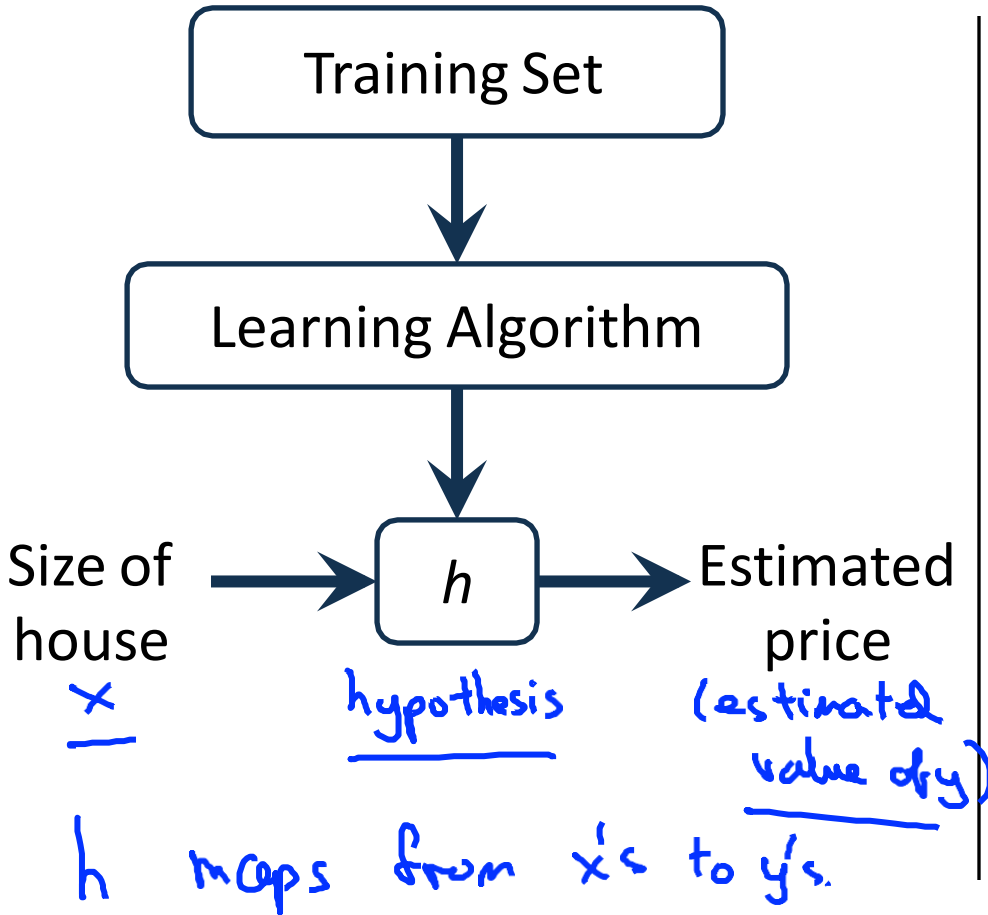 Training Set
Learning Algorithm
Size of
house
h
Estimated
price
x
hypothesis
(estimated
value of y)
h maps from x's to y's.